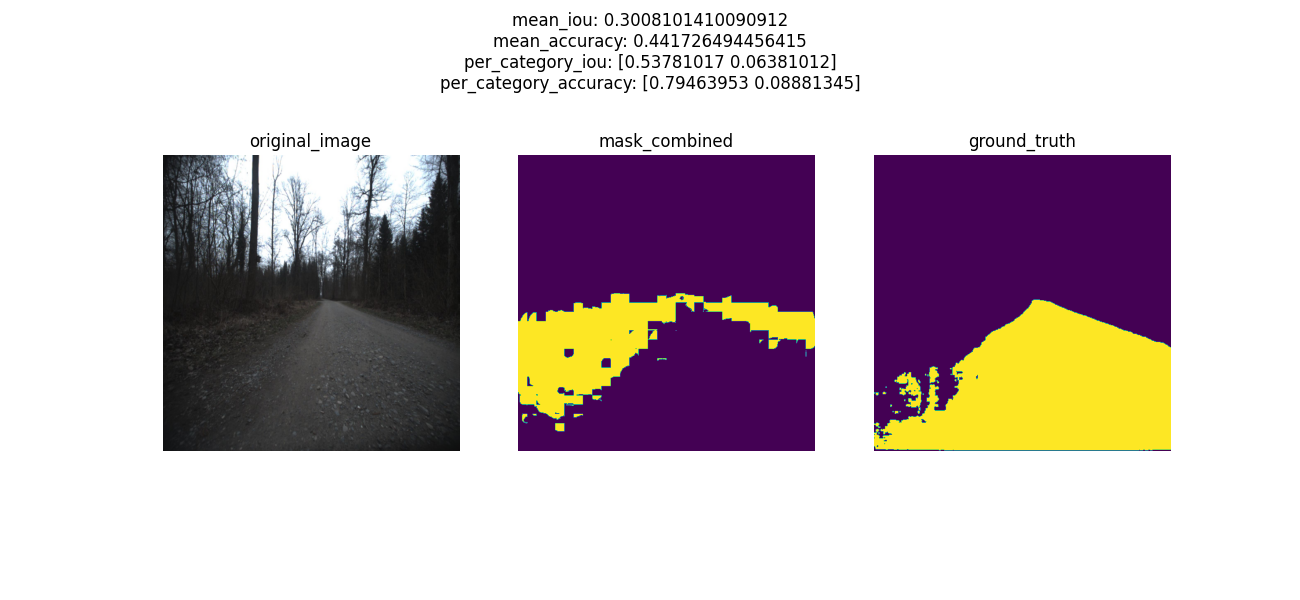 mean_iou: 0.3008101410090912
mean_accuracy: 0.441726494456415
per_category_iou: [0.53781017 0.06381012]
per_category_accuracy: [0.79463953 0.08881345]
original_image
mask_combined
ground_truth